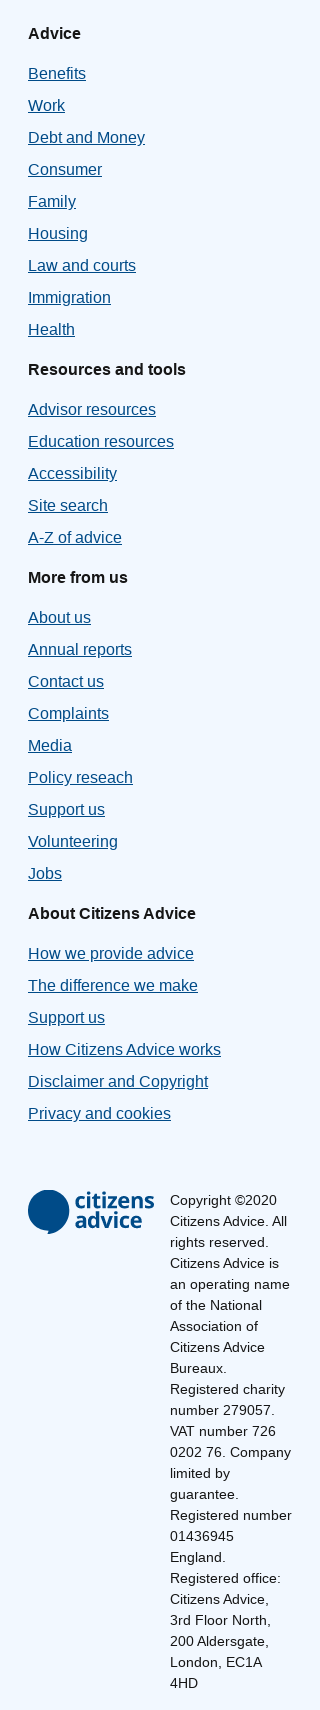 Advice
Benefits
Work
Debt and Money
Consumer
Family
Housing
Law and courts
Immigration
Health
Resources and tools
Advisor resources
Education resources
Accessibility
Site search
A-Z of advice
More from us
About us
Annual reports
Contact us
Complaints
Media
Policy reseach
Support us
Volunteering
Jobs
About Citizens Advice
How we provide advice
The difference we make
Support us
How Citizens Advice works
Disclaimer and Copyright
Privacy and cookies
citizens
advice
Copyright ©2020
Citizens Advice. All
rights reserved.
Citizens Advice is
an operating name
of the National
Association of
Citizens Advice
Bureaux.
Registered charity
number 279057.
VAT number 726
0202 76. Company
limited by
guarantee.
Registered number
01436945
England.
Registered office:
Citizens Advice,
3rd Floor North,
200 Aldersgate,
London, EC1A
4HD